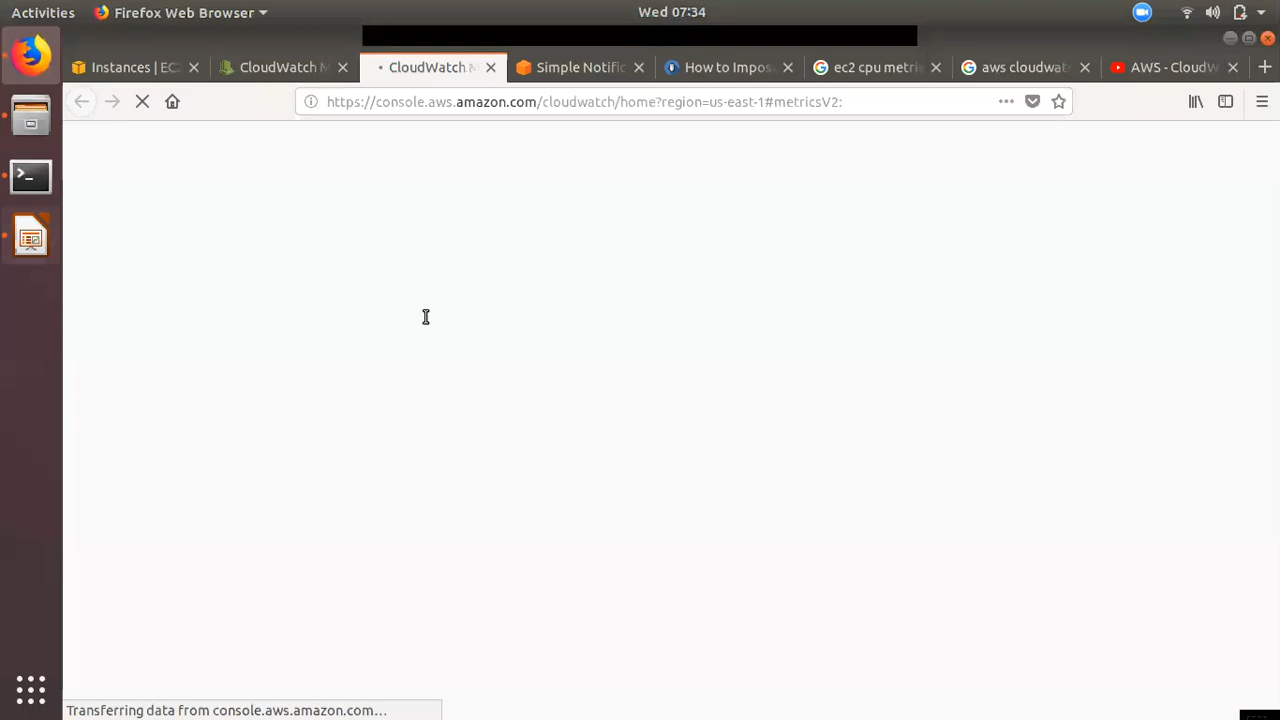 Activities
Firefox Web Browser
Wed 07:34
Instances | EC
CloudWatch M
CloudWatch M
Simple Notific
How to Impos
ec2 cpu metri
aws cloudwat
AWS - CloudW
https://console.aws.amazon.com/cloudwatch/home?region=us-east-1#metricsV2:
Transferring data from console.aws.amazon.com…